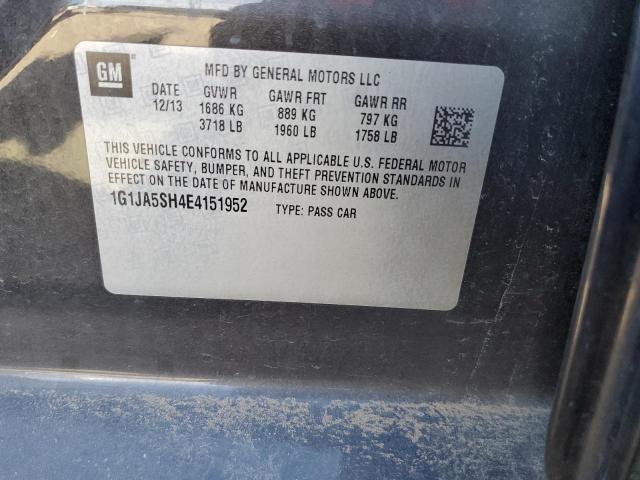 GM
MFD BY GENERAL MOTORS LLC
DATE GVWR GAWR FRT GAWR RR
12/13 1686 KG 889 KG 797 KG
3718 LB 1960 LB 1758 LB
THIS VEHICLE CONFORMS TO ALL APPLICABLE U.S. FEDERAL MOTOR
VEHICLE SAFETY, BUMPER, AND THEFT PREVENTION STANDARDS IN
EFFECT ON THE DATE OF MANUFACTURE SHOWN ABOVE.
1G1JA5SH4E4151952 TYPE: PASS CAR